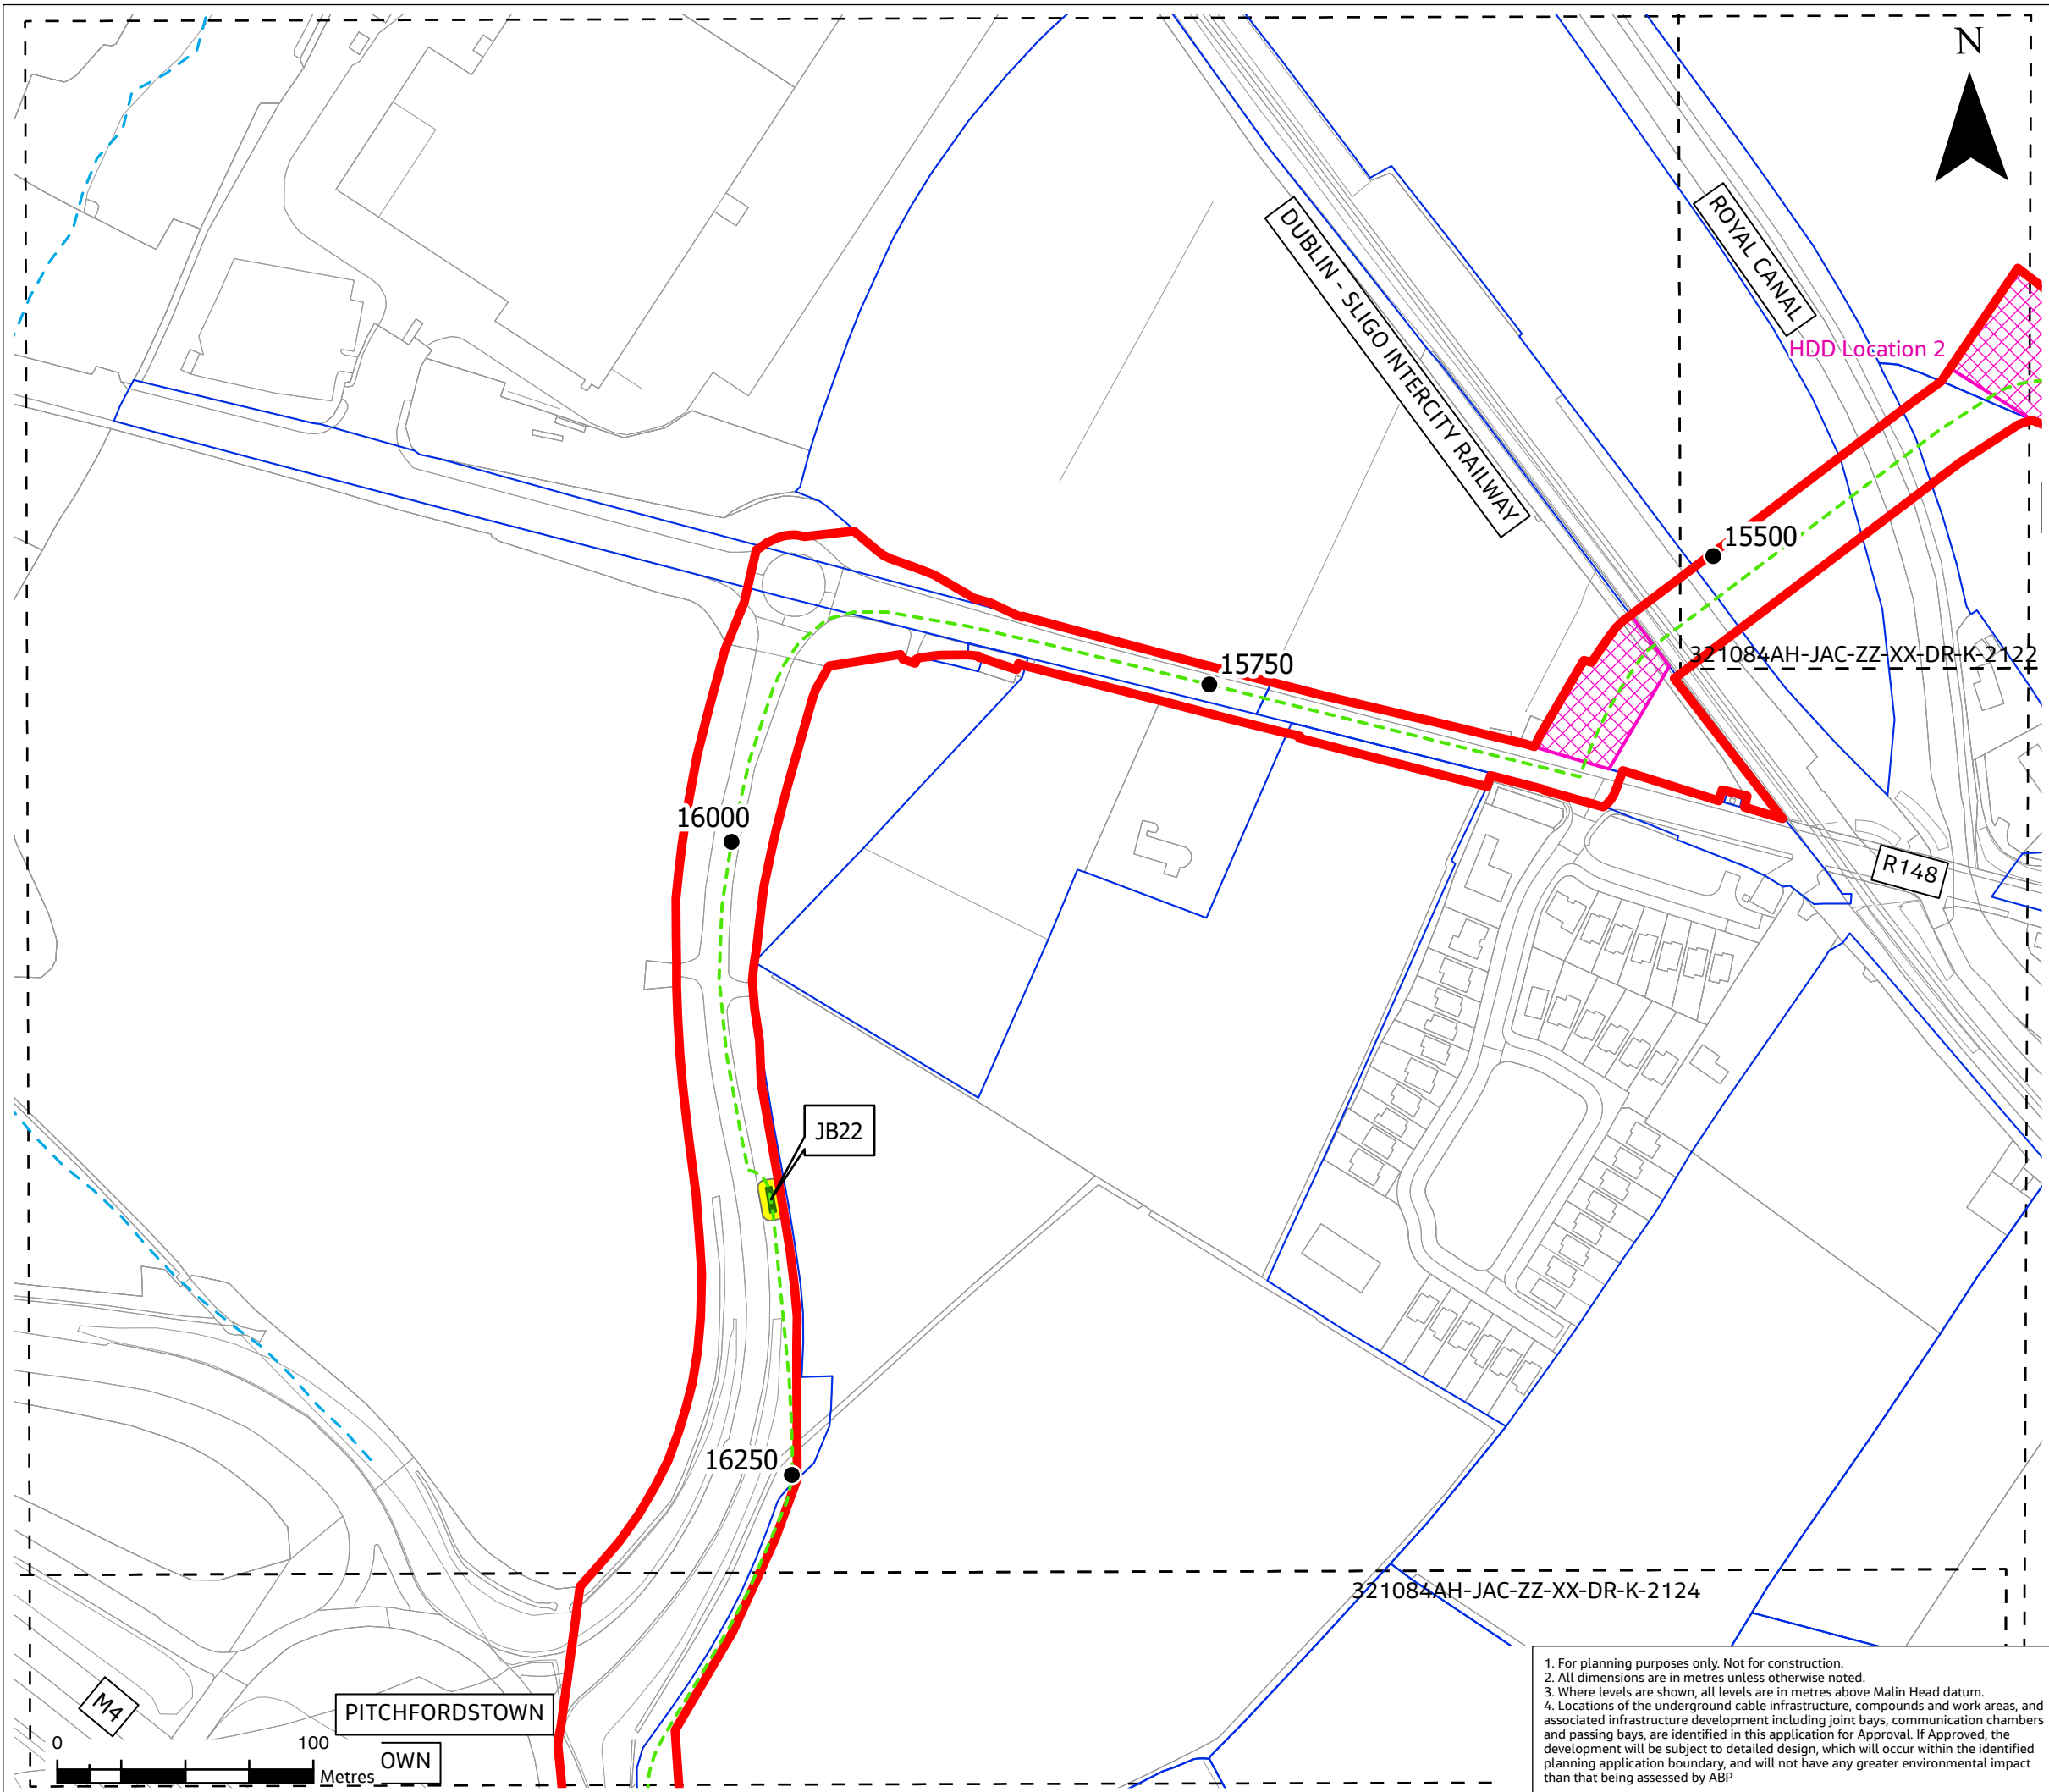 N
ROYAL CANAL
DUBLIN - SLIGO INTERCITY RAILWAY
HDD Location 2
15500
321084AH-JAC-ZZ-XX-DR-K-2122
15750
16000
R148
JB22
16250
321084AH-JAC-ZZ-XX-DR-K-2124
M4
PITCHFORDSTOWN
OWN
0 100
Metres
1. For planning purposes only. Not for construction.
2. All dimensions are in metres unless otherwise noted.
3. Where levels are shown, all levels are in metres above Malin Head datum.
4. Locations of the underground cable infrastructure, compounds and work areas, and
associated infrastructure development including joint bays, communication chambers
and passing bays, are identified in this application for Approval. If Approved, the
development will be subject to detailed design, which will occur within the identified
planning application boundary, and will not have any greater environmental impact
than that being assessed by ABP